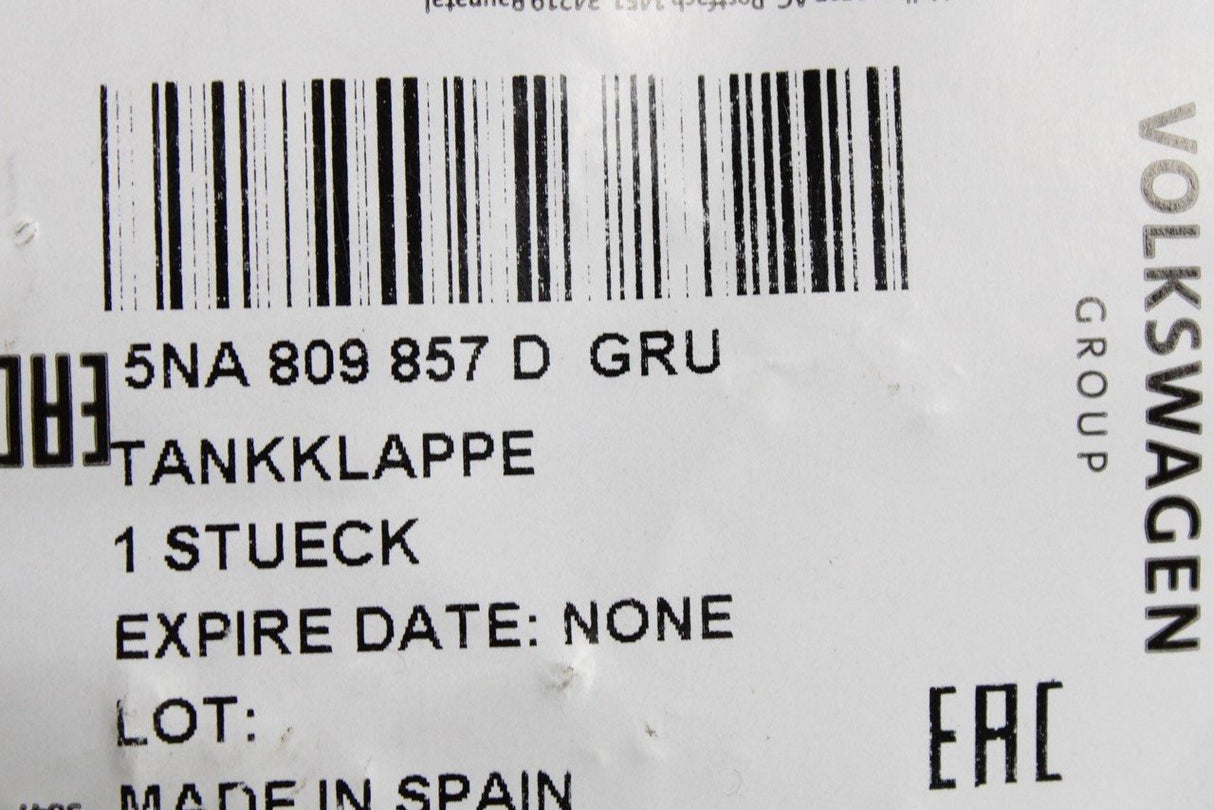 5NA 809 857 D GRU
TANKKLAPPE
1 STUECK
EXPIRE DATE: NONE
LOT:
MADE IN SPAIN
VOLKSWAGEN
GROUP
EAC